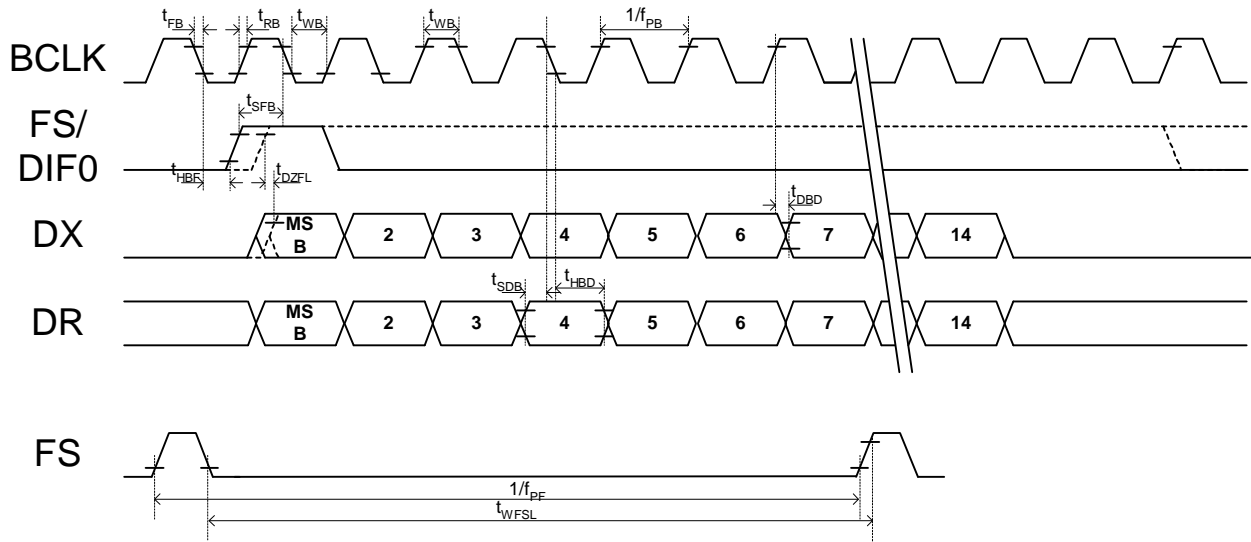 tFB tRB tWB tWB 1/fPB
BCLK
tSFB
FS/
DIF0
tHBF tDZFL
tDBD
DX MS
B 2 3 4 5 6 7 14
tSDB tHBD
DR MS
B 2 3 4 5 6 7 14
FS
1/fPF
tWFSL